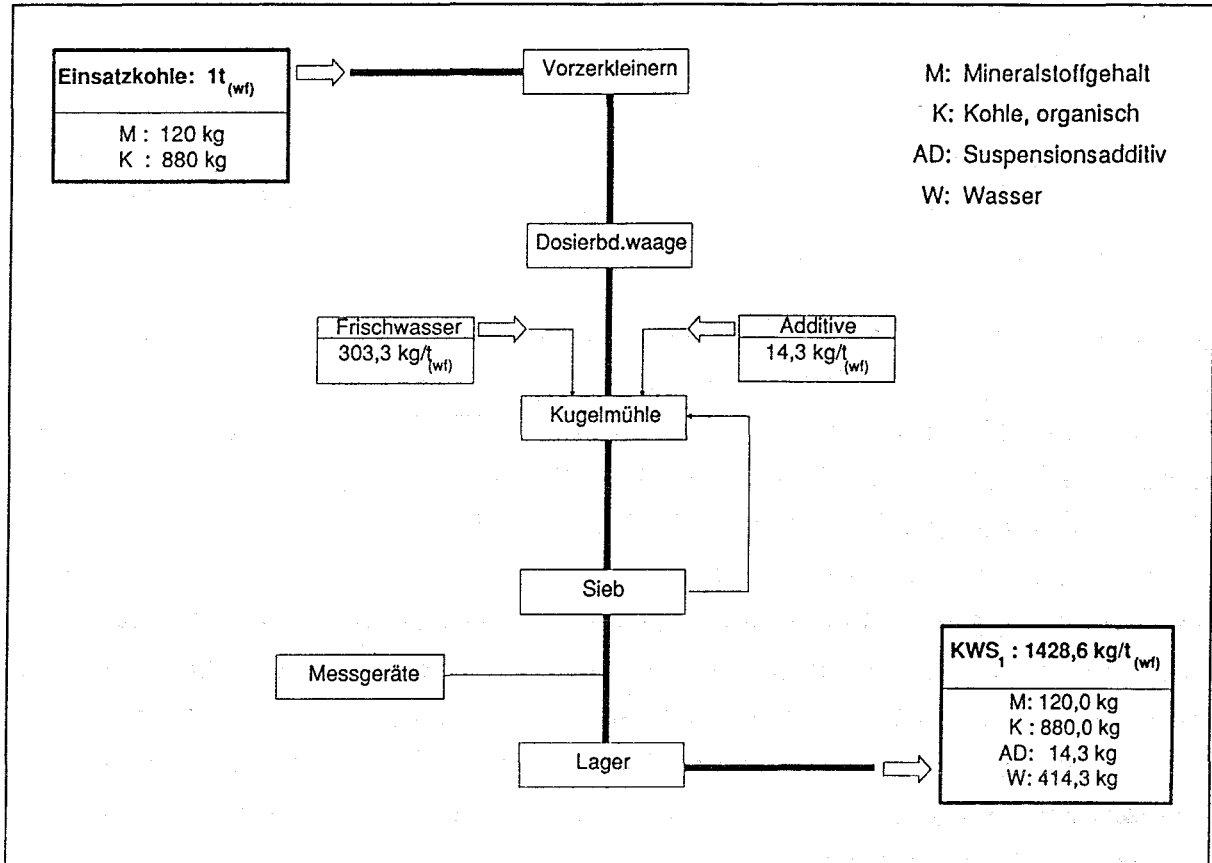 Einsatzkohle: 1t(wf)
M : 120 kg
K : 880 kg
Vorzerkleinern
M: Mineralstoffgehalt
K: Kohle, organisch
AD: Suspensionsadditiv
W: Wasser
Dosierbd.waage
Frischwasser
303,3 kg/t(wf)
Additive
14,3 kg/t(wf)
Kugelmühle
Sieb
Messgeräte
Lager
KWS1 : 1428,6 kg/t(wf)
M: 120,0 kg
K : 880,0 kg
AD: 14,3 kg
W: 414,3 kg